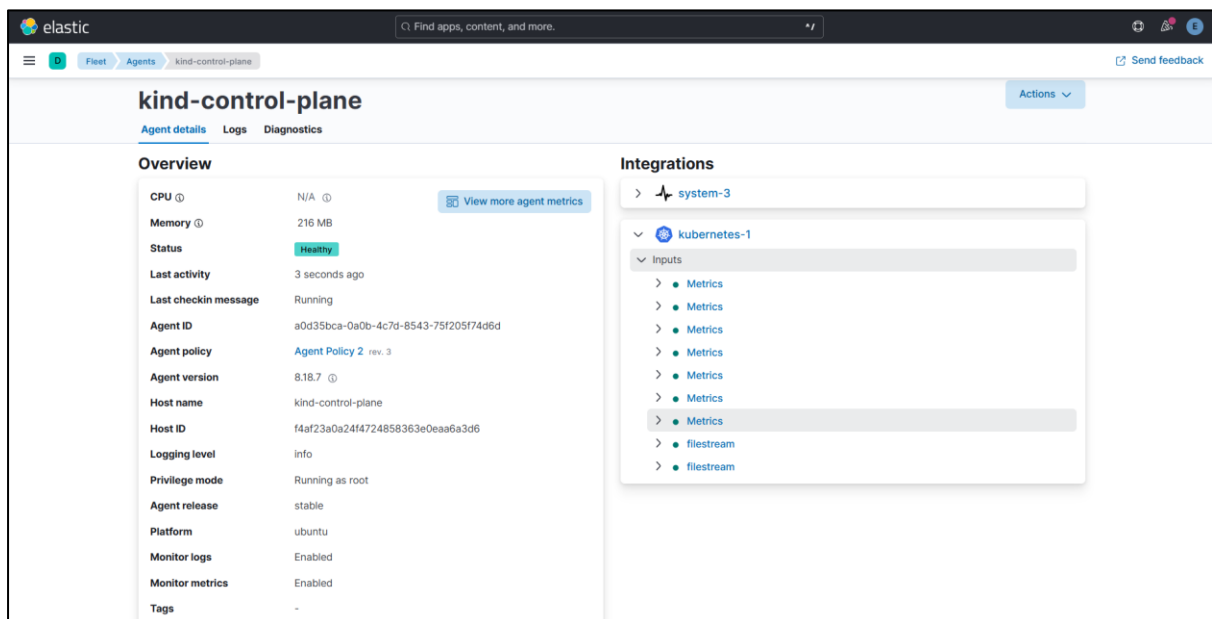 elastic
Find apps, content, and more.
^/
E
D
Fleet
Agents
kind-control-plane
Send feedback
kind-control-plane
Actions
Agent details Logs Diagnostics
Overview
CPU N/A
View more agent metrics
Memory 216 MB
Status Healthy
Last activity 3 seconds ago
Last checkin message Running
Agent ID a0d35bca-0a0b-4c7d-8543-75f205f74d6d
Agent policy Agent Policy 2 rev. 3
Agent version 8.18.7
Host name kind-control-plane
Host ID f4af23a0a24f4724858363e0eaa6a3d6
Logging level info
Privilege mode Running as root
Agent release stable
Platform ubuntu
Monitor logs Enabled
Monitor metrics Enabled
Tags -
Integrations
system-3
kubernetes-1
Inputs
Metrics
Metrics
Metrics
Metrics
Metrics
Metrics
Metrics
filestream
filestream